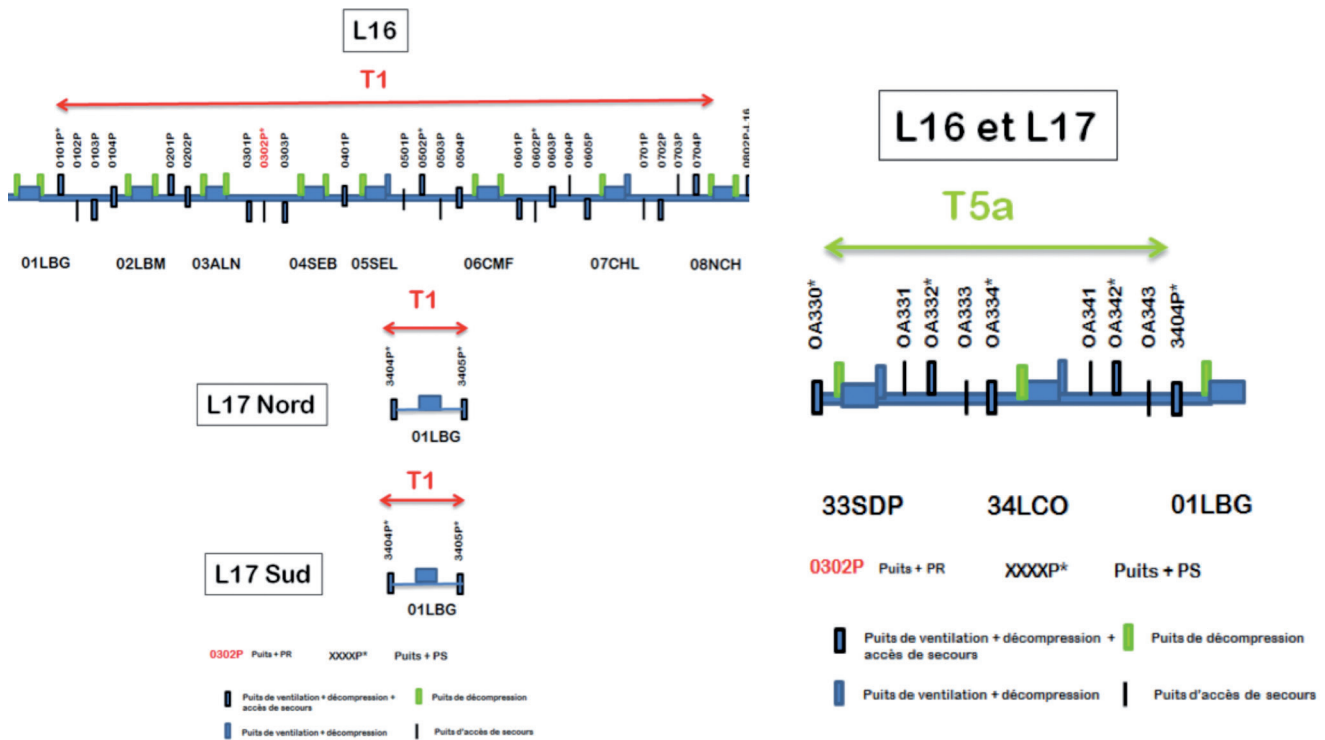 L16
T1
0101P*
0102P
0103P
0104P
0201P
0202P
0301P
0302P*
0303P
0401P
0501P
0502P*
0503P
0504P
0601P
0602P*
0603P
0604P
0605P
0701P
0702P
0703P
0704P
0802P-L16
01LBG
02LBM
03ALN
04SEB
05SEL
06CMF
07CHL
08NCH
L17 Nord
T1
3404P*
3405P*
01LBG
L17 Sud
T1
3404P*
3405P*
01LBG
0302P Puits + PR XXXXP* Puits + PS
Puits de ventilation + décompression +
accès de secours
Puits de décompression
Puits de ventilation + décompression
Puits d'accès de secours
L16 et L17
T5a
OA330*
OA331
OA332*
OA333
OA334*
OA341
OA342*
OA343
3404P*
33SDP
34LCO
01LBG
0302P Puits + PR XXXXP* Puits + PS
Puits de ventilation + décompression +
accès de secours
Puits de décompression
Puits de ventilation + décompression
Puits d'accès de secours